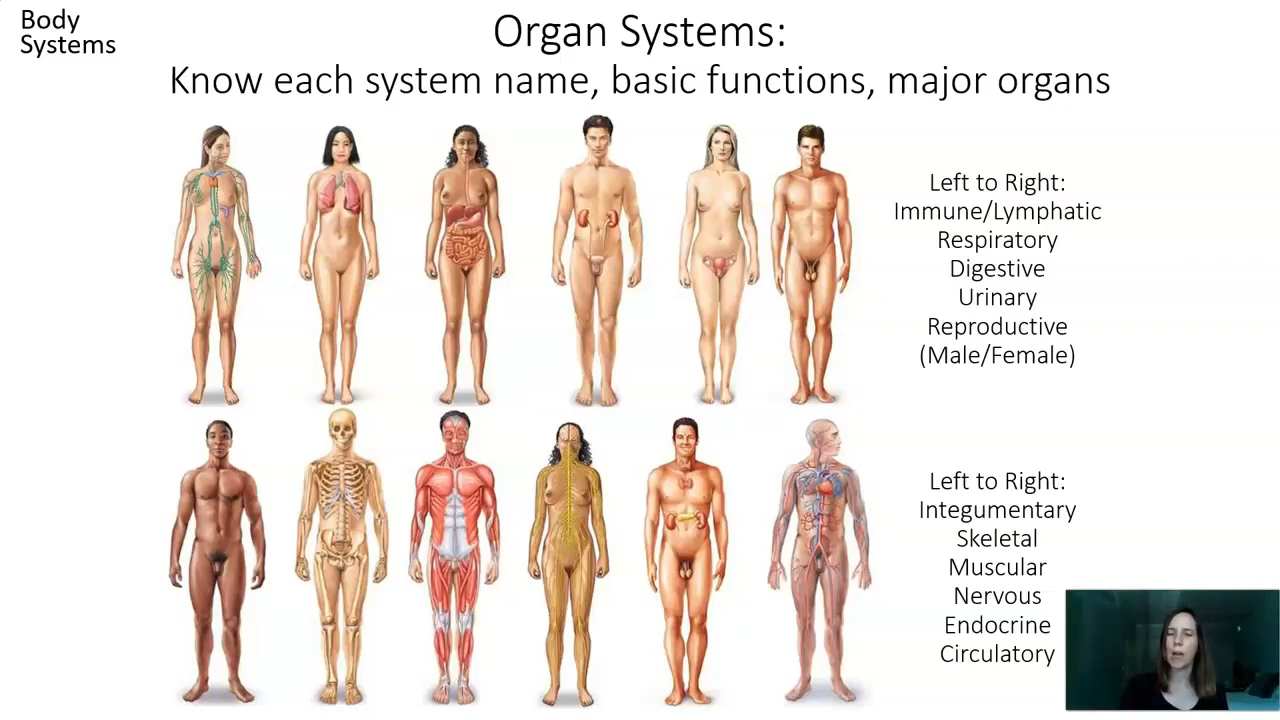 Body
Systems
Organ Systems:
Know each system name, basic functions, major organs
Left to Right:
Immune/Lymphatic
Respiratory
Digestive
Urinary
Reproductive
(Male/Female)
Left to Right:
Integumentary
Skeletal
Muscular
Nervous
Endocrine
Circulatory